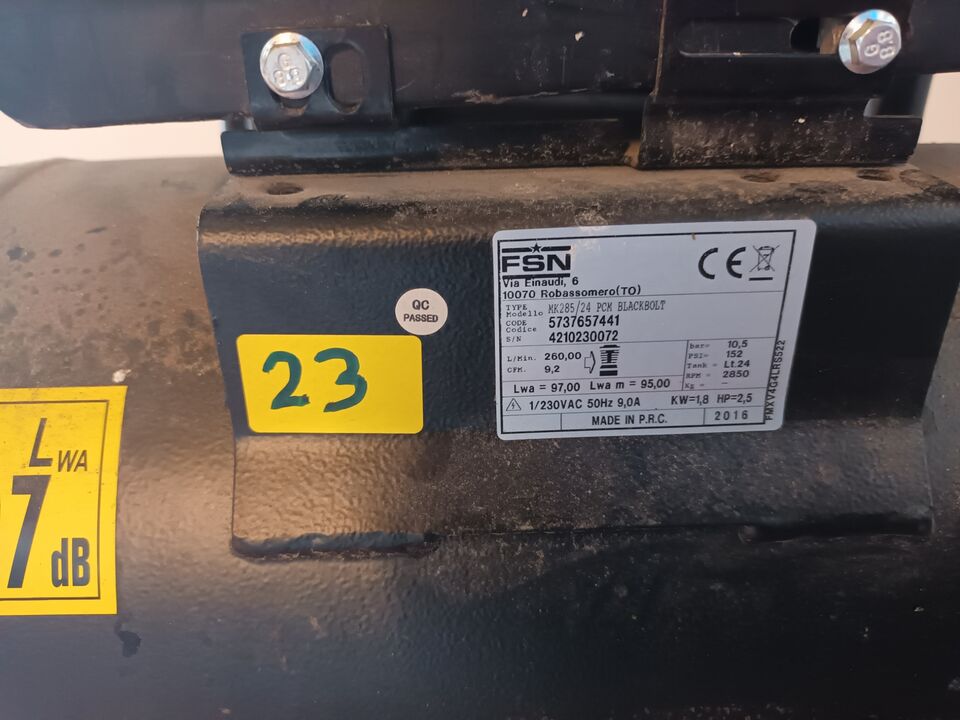 G
8.8
G
8.8
FSN
Via Einaudi, 6
10070 Robassomero(TO)
TYPE
Modello MK285/24 PCM BLACKBOLT
CODE
Codice 5737657441
S/N 4210230072
L/Min. 260,00
CFM. 9,2
bar= 10,5
PSI= 152
Tank = Lt.24
RPM = 2850
Kg = -
Lwa = 97,00 Lwa m = 95,00
1/230VAC 50Hz 9,0A KW=1,8 HP=2,5
MADE IN P.R.C. 2016
CE
FMXV4G4LRS522
QC
PASSED
23
LWA
7 dB